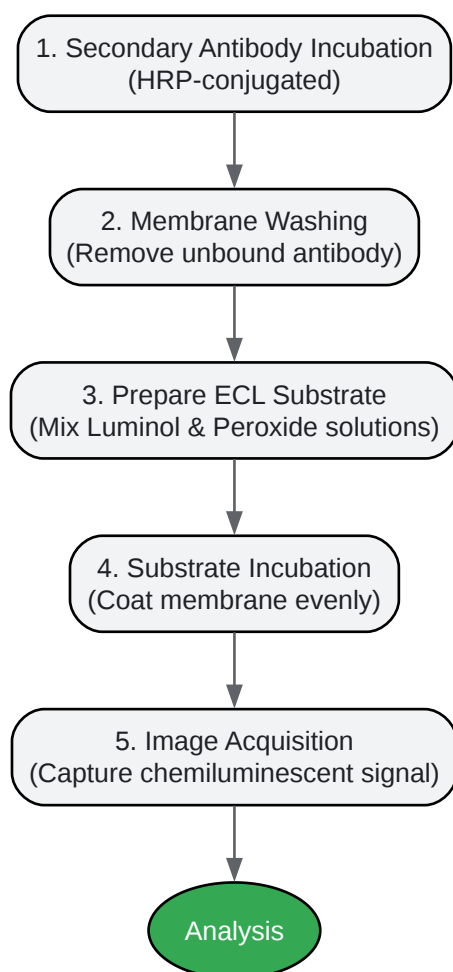 1. Secondary Antibody Incubation
(HRP-conjugated)
2. Membrane Washing
(Remove unbound antibody)
3. Prepare ECL Substrate
(Mix Luminol & Peroxide solutions)
4. Substrate Incubation
(Coat membrane evenly)
5. Image Acquisition
(Capture chemiluminescent signal)
Analysis